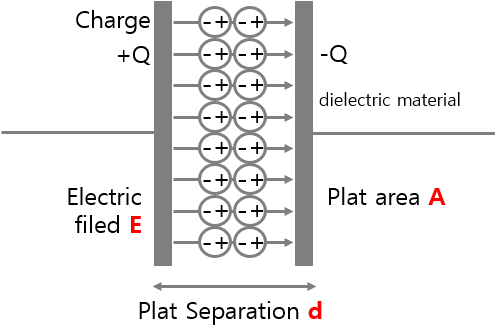 Charge
+Q
-Q
- + - +
- + - +
- + - +
- + - +
- + - +
- + - +
- + - +
- + - +
dielectric material
Electric
filed E
Plat area A
Plat Separation d